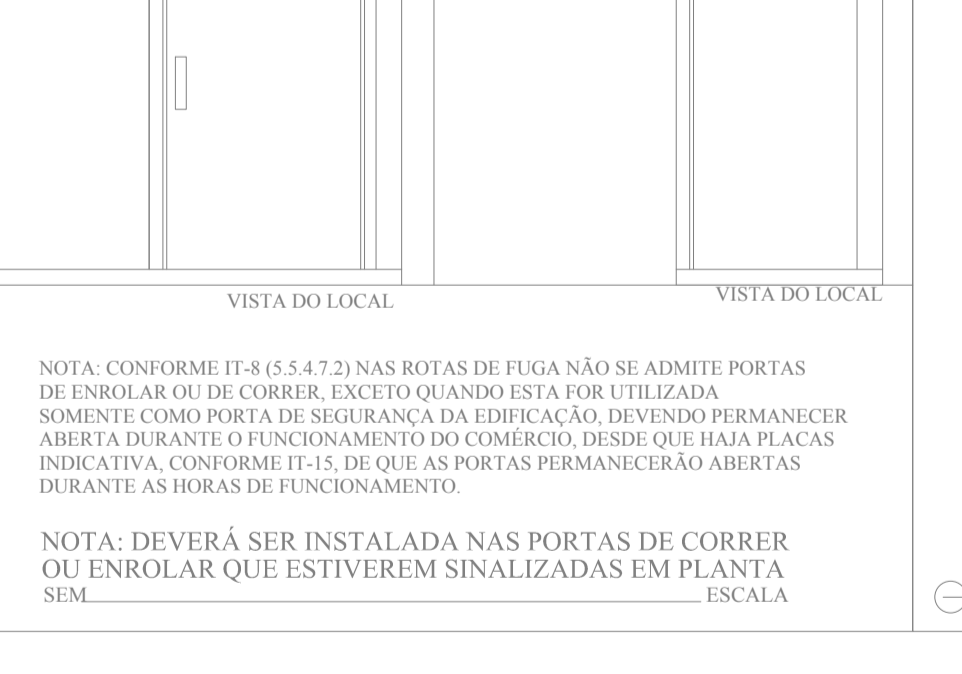 VISTA DO LOCAL
VISTA DO LOCAL
NOTA: CONFORME IT-8 (5.5.4.7.2) NAS ROTAS DE FUGA NÃO SE ADMITE PORTAS
DE ENROLAR OU DE CORRER, EXCETO QUANDO ESTA FOR UTILIZADA
SOMENTE COMO PORTA DE SEGURANÇA DA EDIFICAÇÃO, DEVENDO PERMANECER
ABERTA DURANTE O FUNCIONAMENTO DO COMÉRCIO, DESDE QUE HAJA PLACAS
INDICATIVA, CONFORME IT-15, DE QUE AS PORTAS PERMANECERÃO ABERTAS
DURANTE AS HORAS DE FUNCIONAMENTO.
NOTA: DEVERÁ SER INSTALADA NAS PORTAS DE CORRER
OU ENROLAR QUE ESTIVEREM SINALIZADAS EM PLANTA
SEM ESCALA